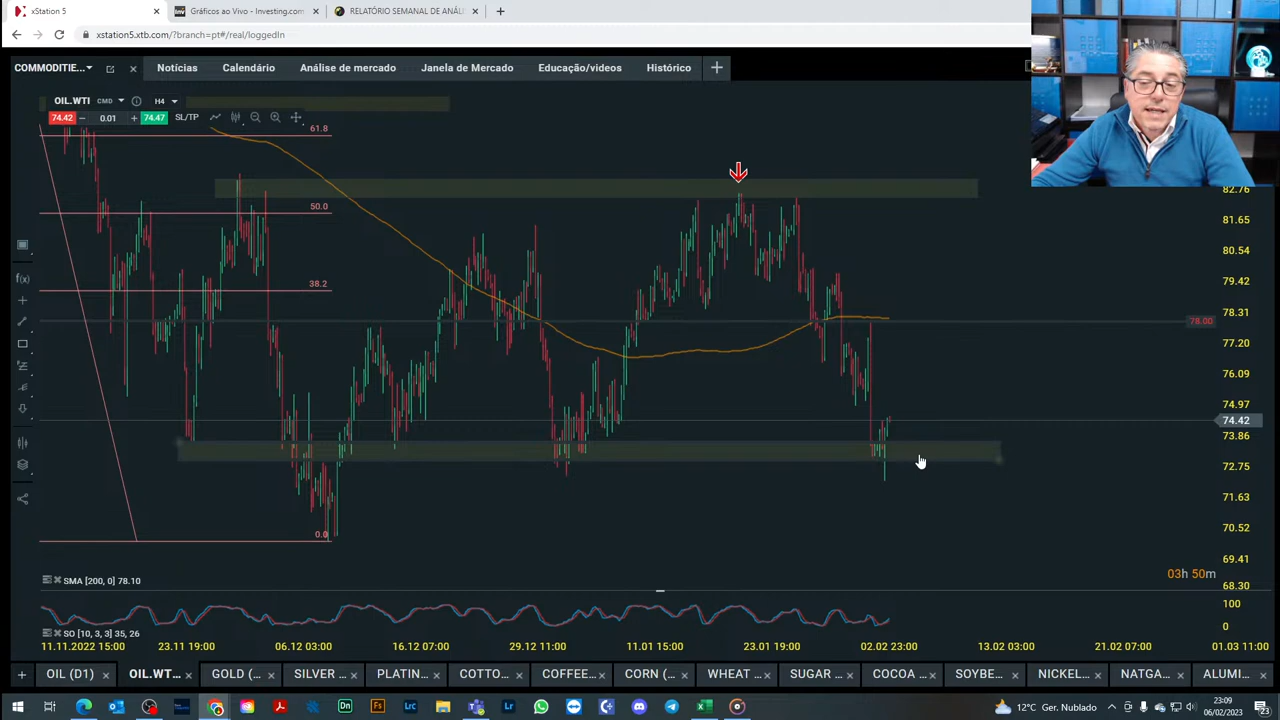 xStation 5
Gráficos ao Vivo - Investing.com
RELATÓRIO SEMANAL DE ANÁL
xstation5.xtb.com/?branch=pt#/real/loggedIn
COMMODITIE...
Notícias
Calendário
Análise de mercado
Janela de Mercado
Educação/videos
Histórico
OIL.WTI CMD H4
74.42 0.01 74.47 SL/TP
61.8
50.0
38.2
0.0
82.76
81.65
80.54
79.42
78.31
78.00
77.20
76.09
74.97
74.42
73.86
72.75
71.63
70.52
69.41
68.30
03h 50m
SMA [200, 0] 78.10
100
0
SO [10, 3, 3] 35, 26
11.11.2022 15:00 23.11 19:00 06.12 03:00 16.12 07:00 29.12 11:00 11.01 15:00 23.01 19:00 02.02 23:00 13.02 03:00 21.02 07:00 01.03 11:00
OIL (D1) OIL.WT... GOLD (... SILVER ... PLATIN... COTTO... COFFEE... CORN (... WHEAT ... SUGAR ... COCOA ... SOYBE... NICKEL... NATGA... ALUMI...
12°C Ger. Nublado
23:09
06/02/2023